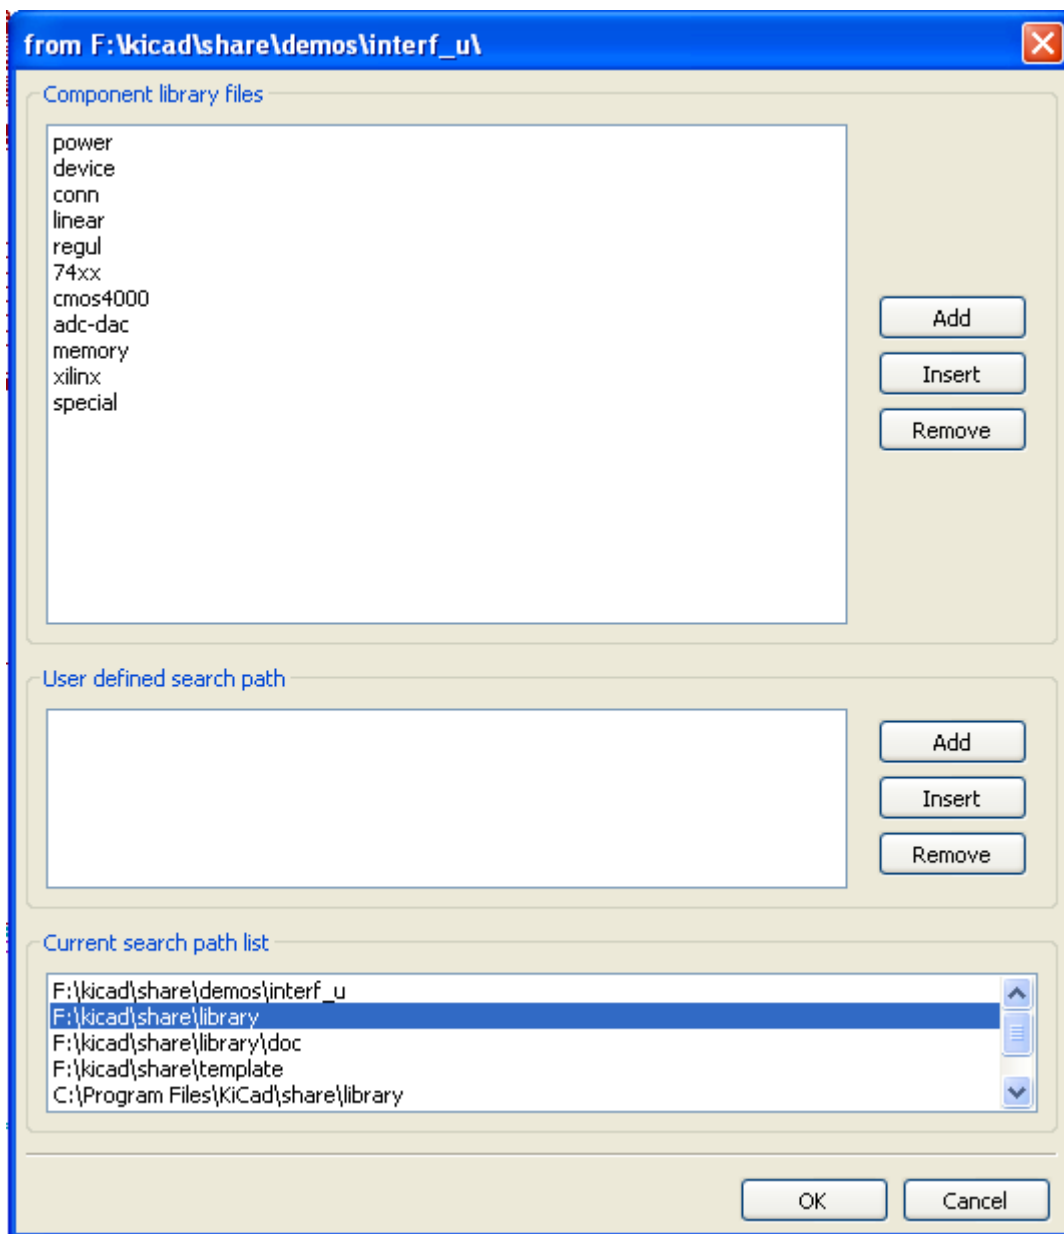 from F:\kicad\share\demos\interf_u\
Component library files
power
device
conn
linear
regul
74xx
cmos4000
adc-dac
memory
xilinx
special
Add
Insert
Remove
User defined search path
Add
Insert
Remove
Current search path list
F:\kicad\share\demos\interf_u
F:\kicad\share\library
F:\kicad\share\library\doc
F:\kicad\share\template
C:\Program Files\KiCad\share\library
OK
Cancel